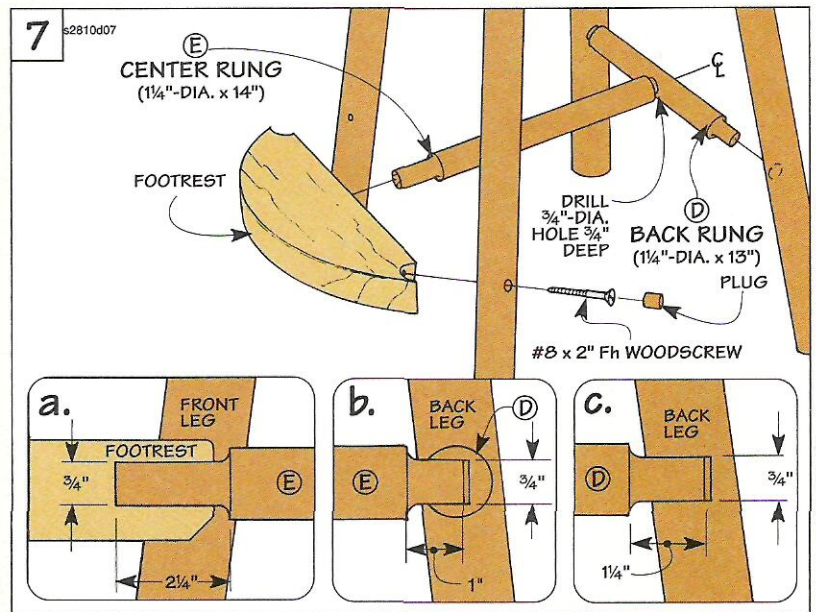 7
s2810d07
Ⓔ
CENTER RUNG
(1¼"-DIA. x 14")
FOOTREST
℄
DRILL
¾"-DIA.
HOLE ¾"
DEEP
Ⓓ
BACK RUNG
(1¼"-DIA. x 13")
PLUG
#8 x 2" Fh WOODSCREW
a.
FRONT
LEG
FOOTREST
¾"
Ⓔ
2¼"
b.
BACK
LEG
Ⓓ
Ⓔ
¾"
1"
c.
BACK
LEG
Ⓓ
¾"
1¼"